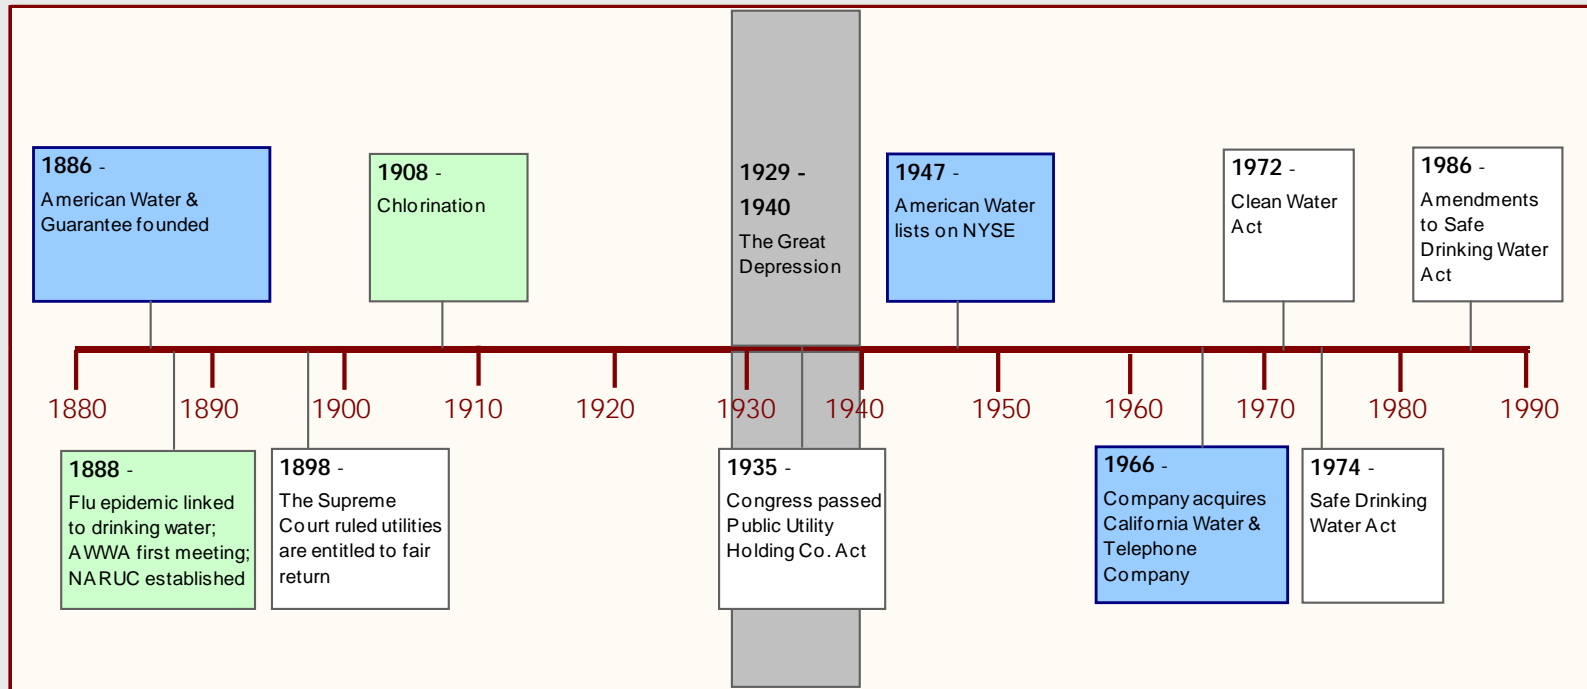 1886 -
American Water &
Guarantee founded
1908 -
Chlorination
1929 -
1940
The Great
Depression
1947 -
American Water
lists on NYSE
1972 -
Clean Water
Act
1986 -
Amendments
to Safe
Drinking Water
Act
1880
1890
1900
1910
1920
1930
1940
1950
1960
1970
1980
1990
1888 -
Flu epidemic linked
to drinking water;
AWWA first meeting;
NARUC established
1898 -
The Supreme
Court ruled utilities
are entitled to fair
return
1935 -
Congress passed
Public Utility
Holding Co. Act
1966 -
Company acquires
California Water &
Telephone
Company
1974 -
Safe Drinking
Water Act